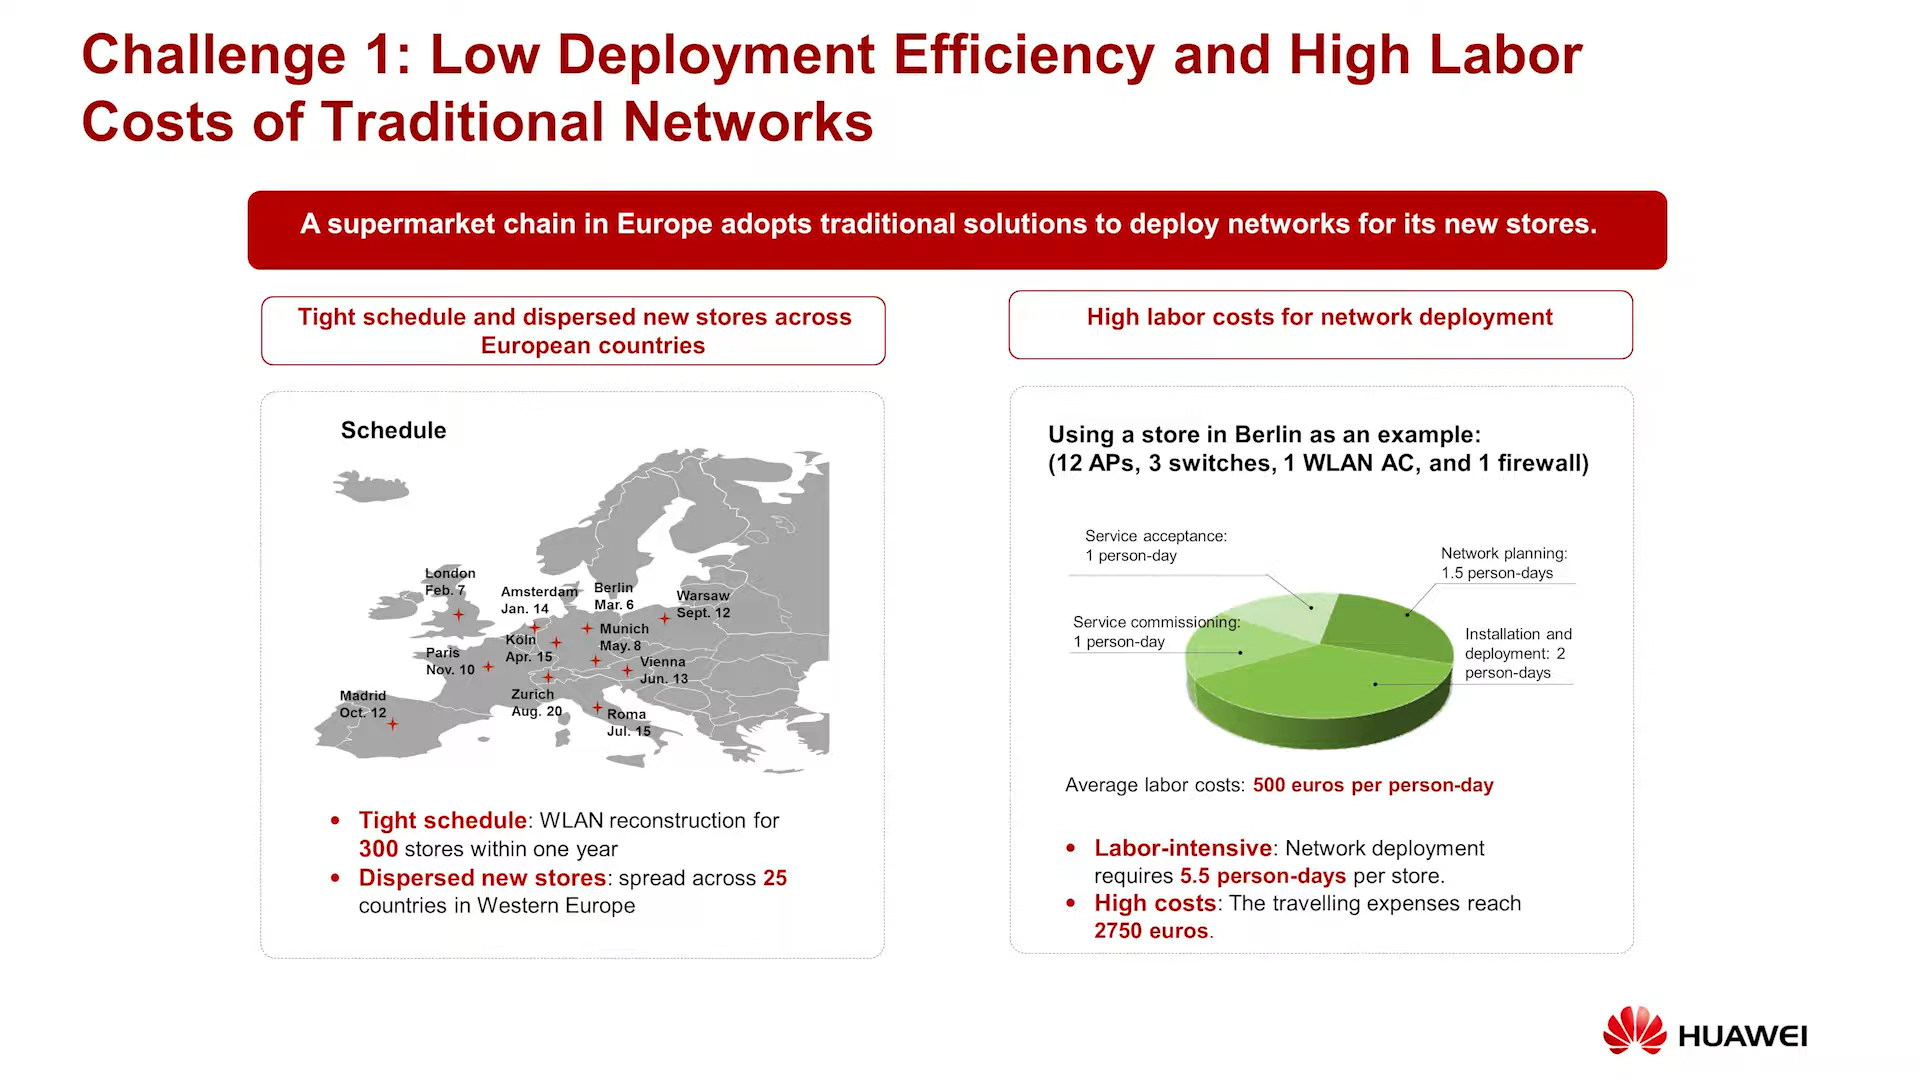 Challenge 1: Low Deployment Efficiency and High Labor
Costs of Traditional Networks
A supermarket chain in Europe adopts traditional solutions to deploy networks for its new stores.
Tight schedule and dispersed new stores across
European countries
Schedule
London
Feb. 7
Amsterdam
Jan. 14
Berlin
Mar. 6
Warsaw
Sept. 12
Köln
Apr. 15
Munich
May. 8
Paris
Nov. 10
Vienna
Jun. 13
Madrid
Oct. 12
Zurich
Aug. 20
Roma
Jul. 15
• Tight schedule: WLAN reconstruction for
300 stores within one year
• Dispersed new stores: spread across 25
countries in Western Europe
High labor costs for network deployment
Using a store in Berlin as an example:
(12 APs, 3 switches, 1 WLAN AC, and 1 firewall)
Service acceptance:
1 person-day
Network planning:
1.5 person-days
Service commissioning:
1 person-day
Installation and
deployment: 2
person-days
Average labor costs: 500 euros per person-day
• Labor-intensive: Network deployment
requires 5.5 person-days per store.
• High costs: The travelling expenses reach
2750 euros.
HUAWEI